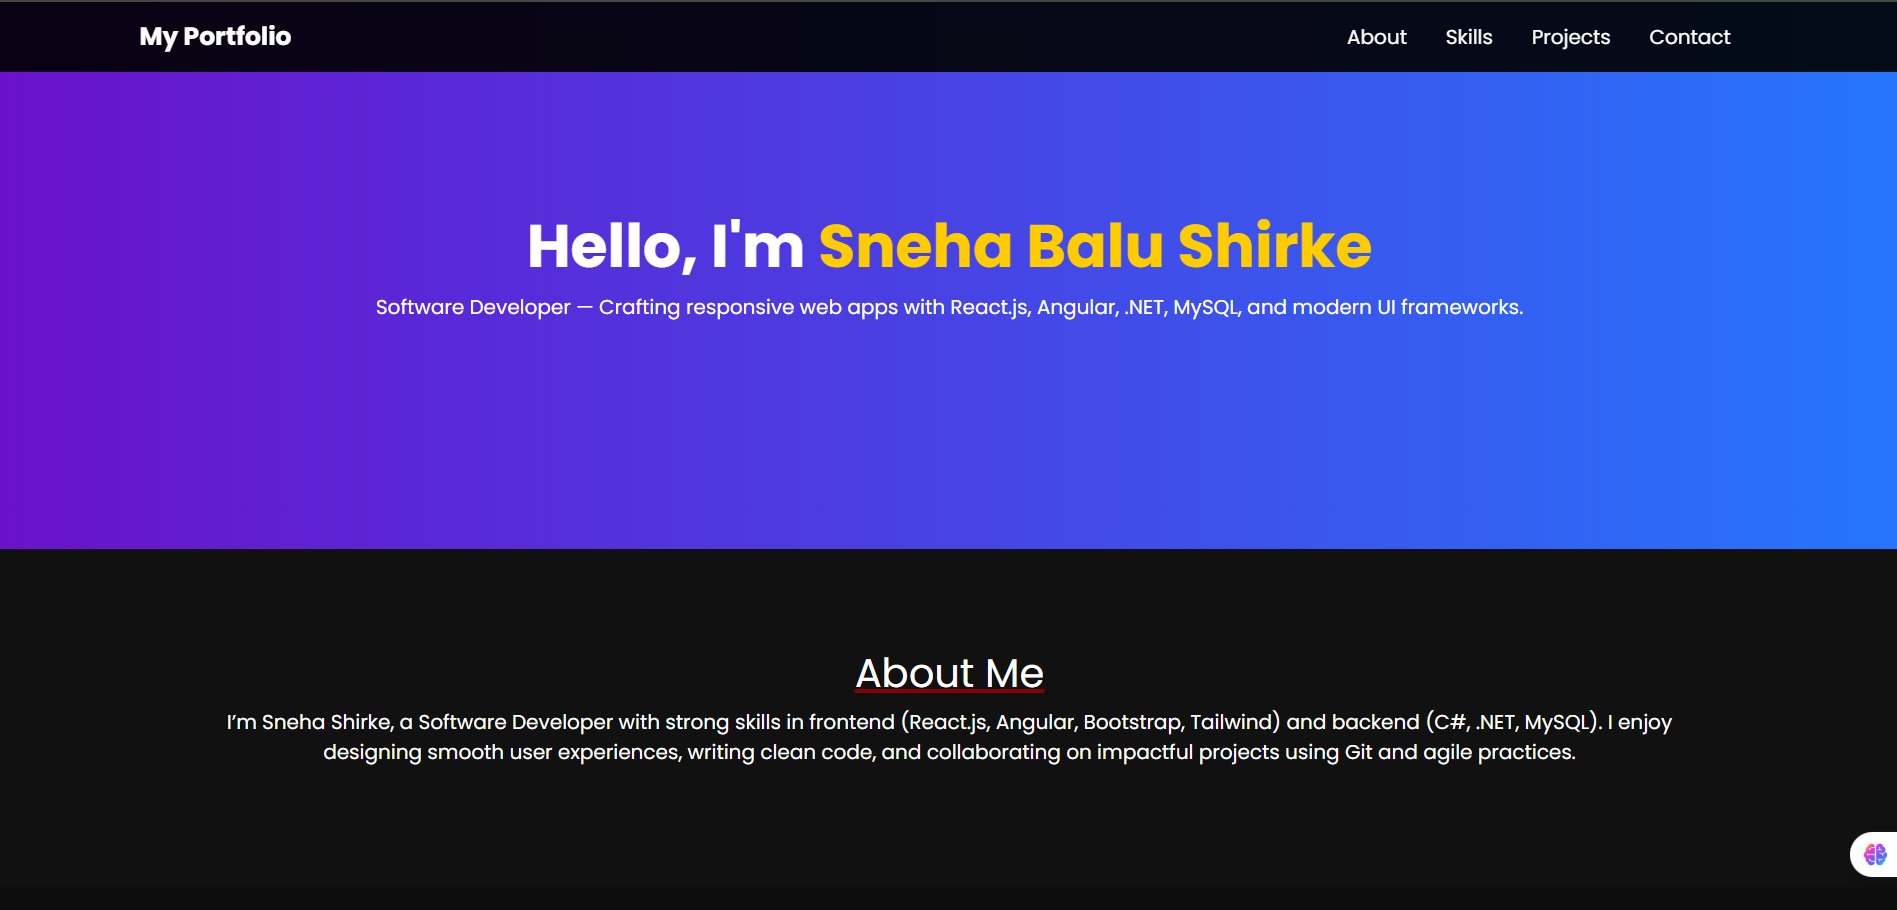 My Portfolio
About
Skills
Projects
Contact
Hello, I'm Sneha Balu Shirke
Software Developer — Crafting responsive web apps with React.js, Angular, .NET, MySQL, and modern UI frameworks.
About Me
I’m Sneha Shirke, a Software Developer with strong skills in frontend (React.js, Angular, Bootstrap, Tailwind) and backend (C#, .NET, MySQL). I enjoy
designing smooth user experiences, writing clean code, and collaborating on impactful projects using Git and agile practices.